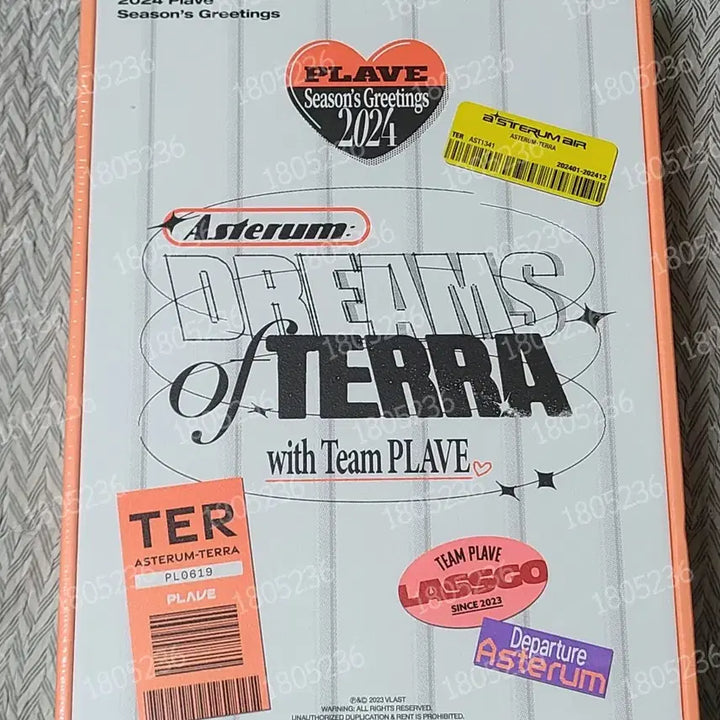 2024 Plave
Season's Greetings
PLAVE
Season's Greetings
2024
asterum air
ASTERUM-TERRA
TER AST1341
202401-202412
Asterum:
DREAMS
of TERRA
with Team PLAVE
TER
ASTERUM-TERRA
PL0619
PLAVE
TEAM PLAVE
LASSGO
SINCE 2023
Departure
Asterum
℗&© 2023 VLAST
WARNING: ALL RIGHTS RESERVED.
UNAUTHORIZED DUPLICATION & RENT IS PROHIBITED.
1805236